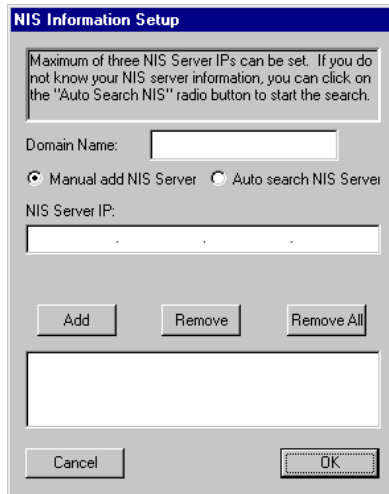 NIS Information Setup
Maximum of three NIS Server IPs can be set. If you do
not know your NIS server information, you can click on
the "Auto Search NIS" radio button to start the search.
Domain Name:
Manual add NIS Server Auto search NIS Server
NIS Server IP:
. . .
Add Remove Remove All
Cancel OK